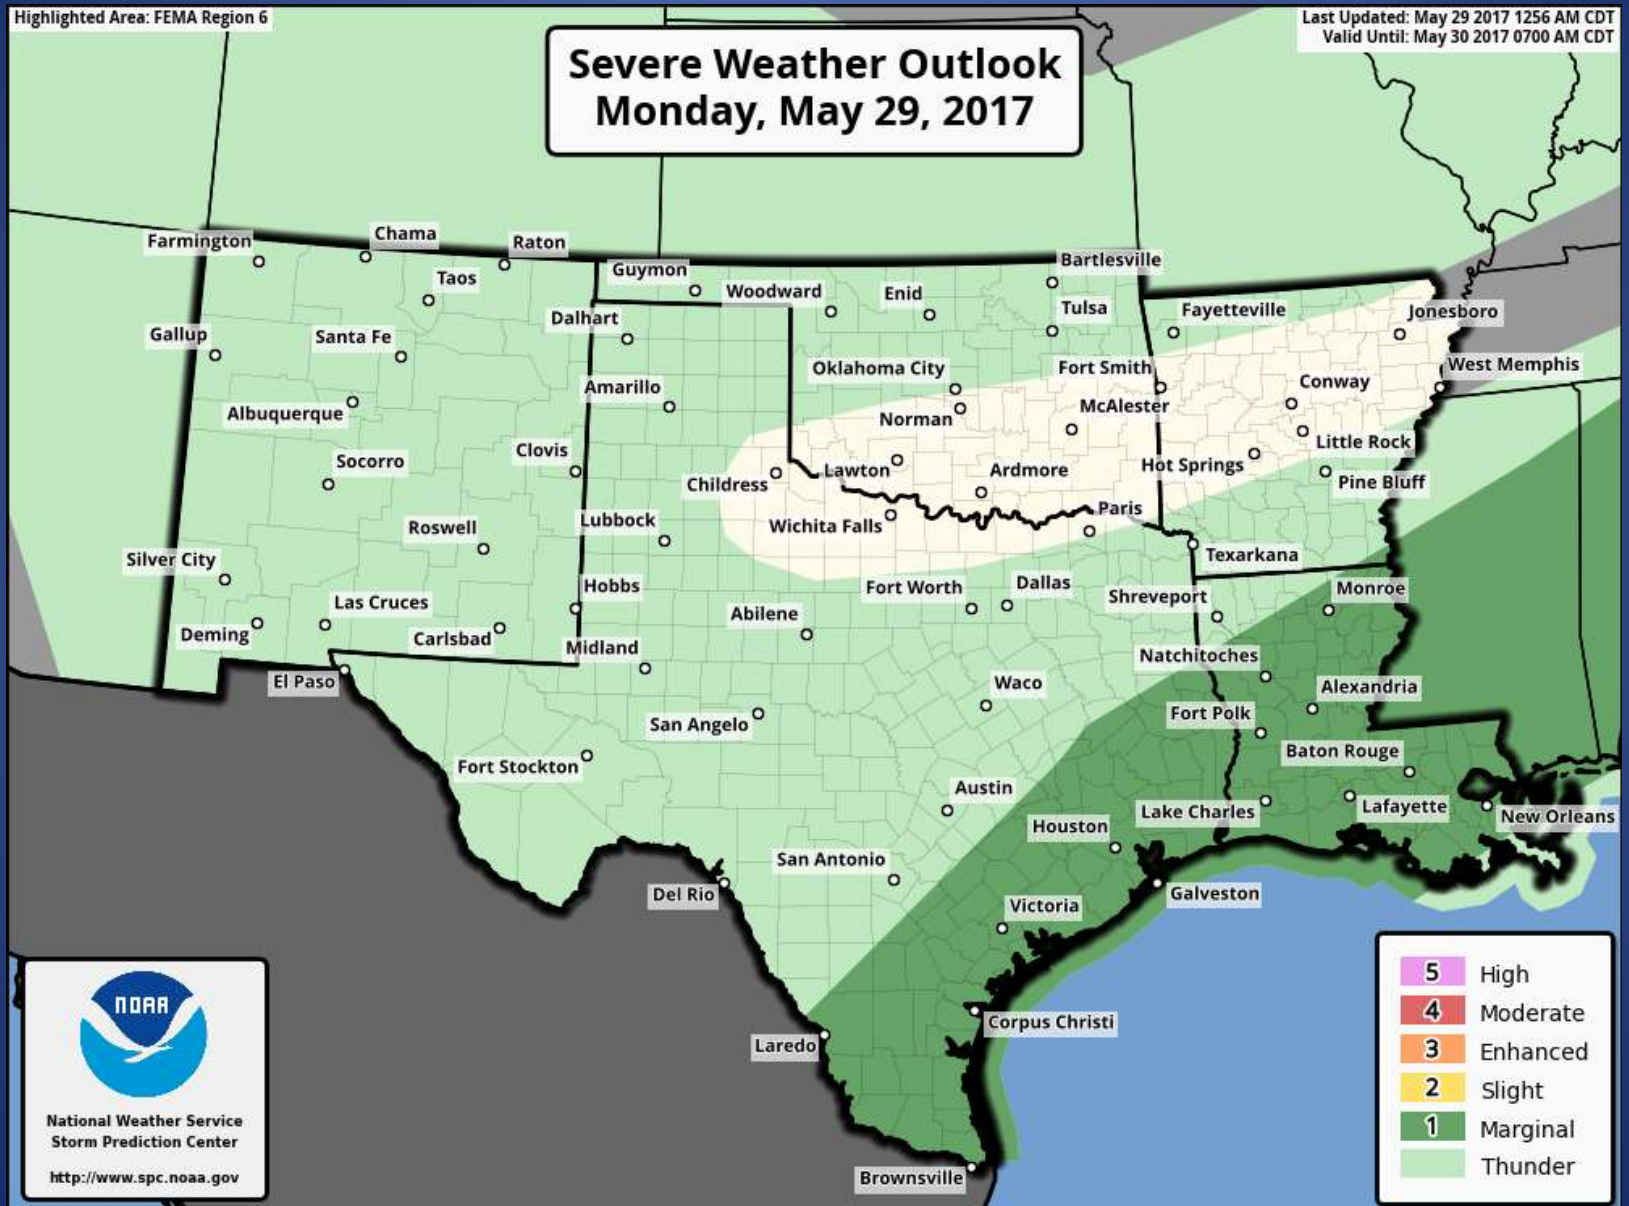 Highlighted Area: FEMA Region 6
Last Updated: May 29 2017 1256 AM CDT
Valid Until: May 30 2017 0700 AM CDT
Severe Weather Outlook
Monday, May 29, 2017
Farmington
Chama
Raton
Taos
Guymon
Woodward
Enid
Bartlesville
Tulsa
Fayetteville
Jonesboro
Gallup
Santa Fe
Dalhart
Oklahoma City
Fort Smith
West Memphis
Amarillo
Conway
Albuquerque
Norman
McAlester
Little Rock
Socorro
Clovis
Childress
Lawton
Ardmore
Hot Springs
Pine Bluff
Roswell
Lubbock
Wichita Falls
Paris
Silver City
Texarkana
Las Cruces
Hobbs
Fort Worth
Dallas
Shreveport
Monroe
Deming
Carlsbad
Midland
Abilene
Natchitoches
El Paso
Waco
Alexandria
San Angelo
Fort Polk
Fort Stockton
Baton Rouge
Austin
Houston
Lake Charles
Lafayette
New Orleans
San Antonio
Del Rio
Galveston
Victoria
Corpus Christi
Laredo
Brownsville
NOAA
National Weather Service
Storm Prediction Center
http://www.spc.noaa.gov
5 High
4 Moderate
3 Enhanced
2 Slight
1 Marginal
Thunder